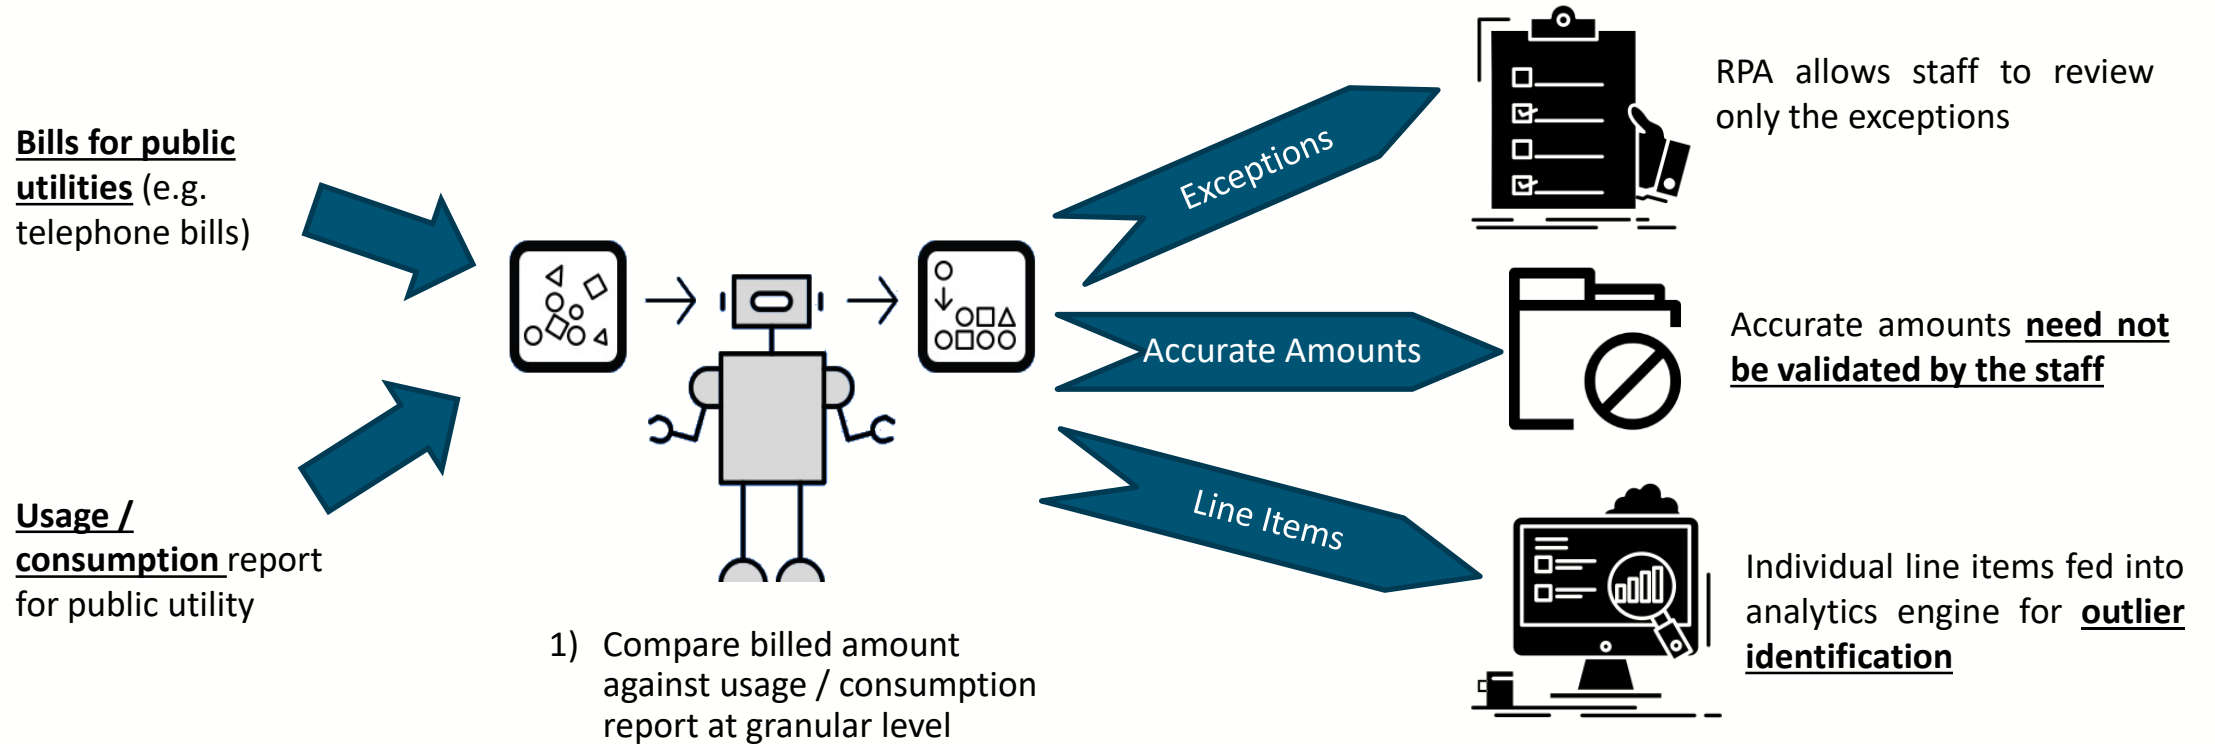 Bills for public
utilities (e.g.
telephone bills)
Usage /
consumption report
for public utility
1) Compare billed amount
against usage / consumption
report at granular level
Exceptions
RPA allows staff to review
only the exceptions
Accurate Amounts
Accurate amounts need not
be validated by the staff
Line Items
Individual line items fed into
analytics engine for outlier
identification